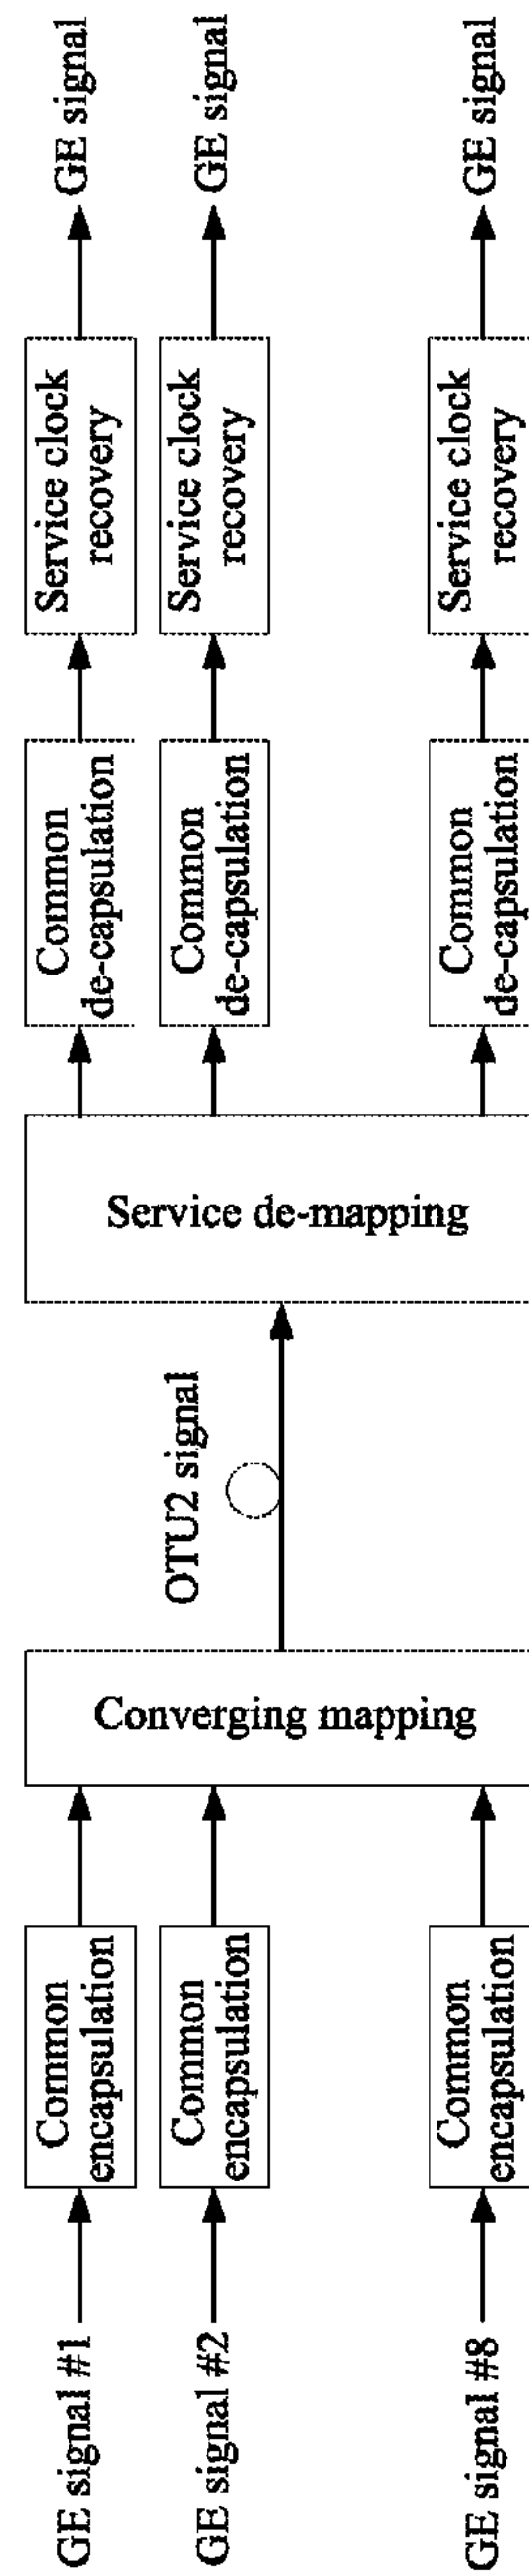 GE signal #1
Common
encapsulation
GE signal #2
Common
encapsulation
GE signal #8
Common
encapsulation
Converging mapping
OTU2 signal
Service de-mapping
Common
de-capsulation
Service clock
recovery
GE signal
Common
de-capsulation
Service clock
recovery
GE signal
Common
de-capsulation
Service clock
recovery
GE signal